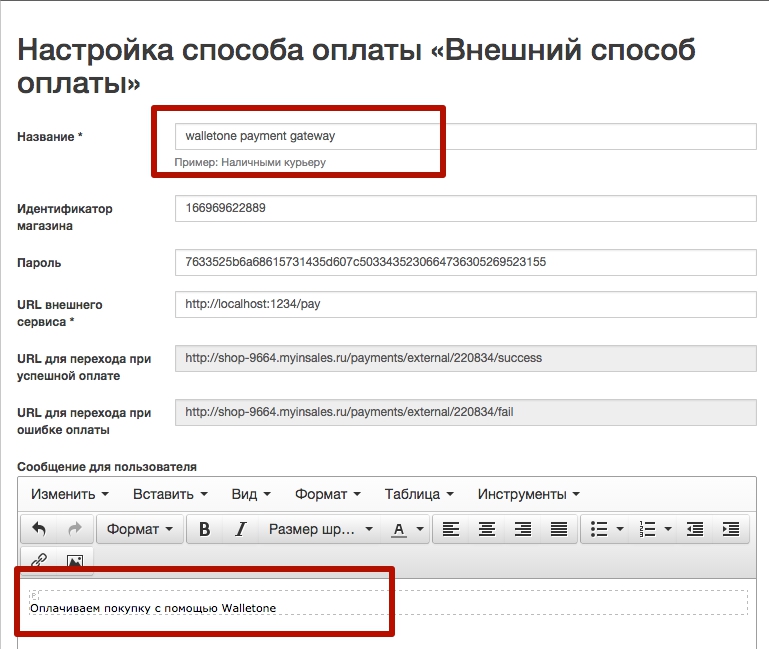 Настройка способа оплаты «Внешний способ
оплаты»
Название *
walletone payment gateway
Пример: Наличными курьеру
Идентификатор
магазина
166969622889
Пароль
7633525b6a68615731435d607c5033435230664736305269523155
URL внешнего
сервиса *
http://localhost:1234/pay
URL для перехода при
успешной оплате
http://shop-9664.myinsales.ru/payments/external/220834/success
URL для перехода при
ошибке оплаты
http://shop-9664.myinsales.ru/payments/external/220834/fail
Сообщение для пользователя
Изменить Вставить Вид Формат Таблица Инструменты
Формат B I Размер шр... A
P
Оплачиваем покупку с помощью Walletone